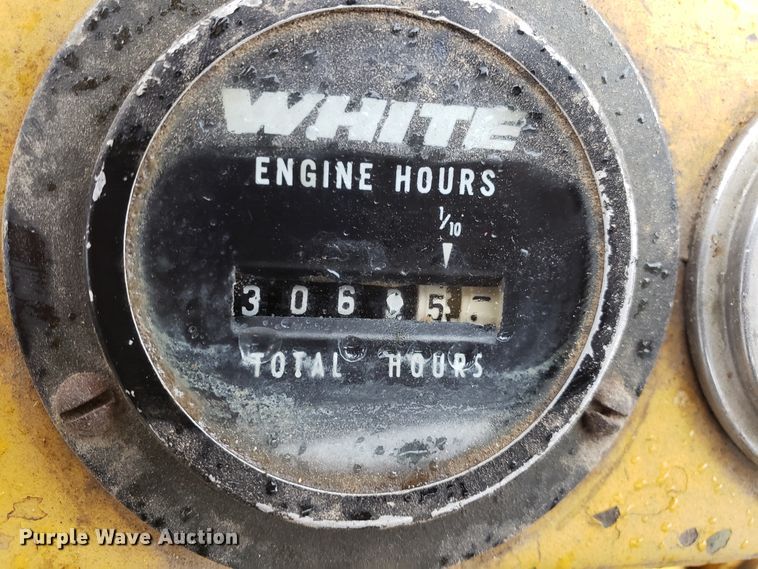 WHITE
ENGINE HOURS
1/10
306 5
TOTAL HOURS
Purple Wave Auction